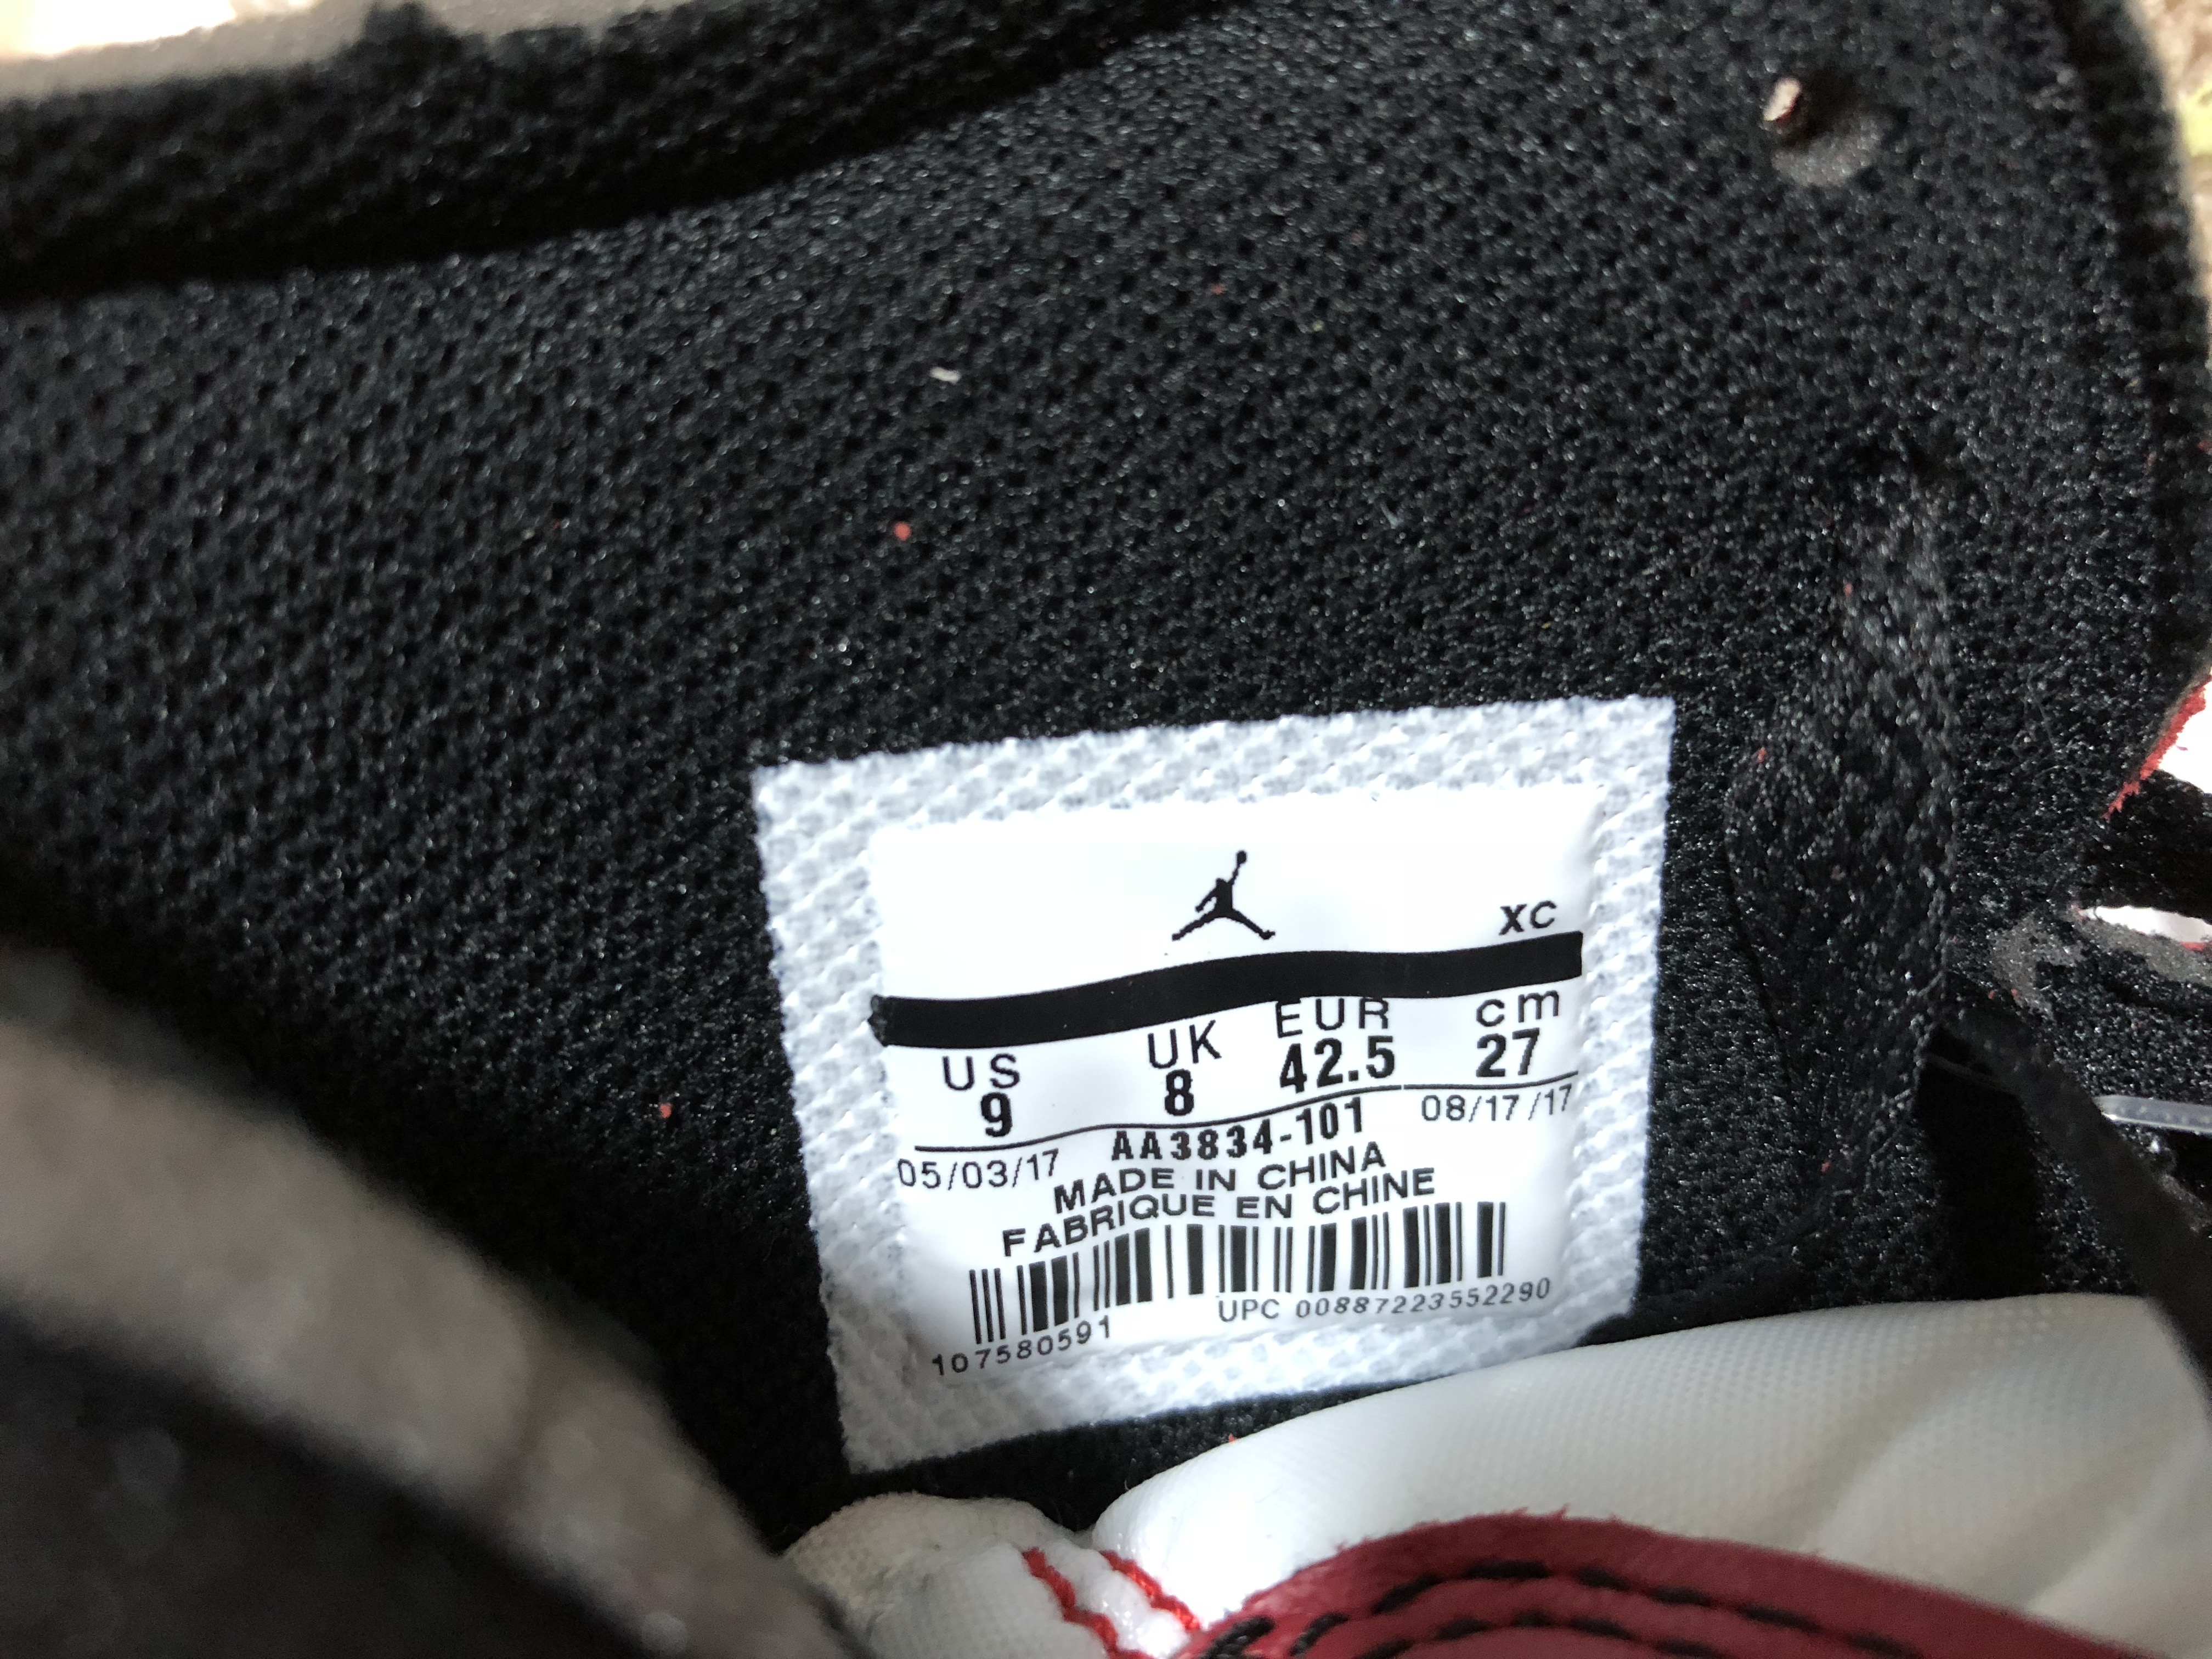 XC
US UK EUR cm
9 8 42.5 27
05/03/17 AA3834-101 08/17/17
MADE IN CHINA
FABRIQUE EN CHINE
107580591 UPC 00887223552290